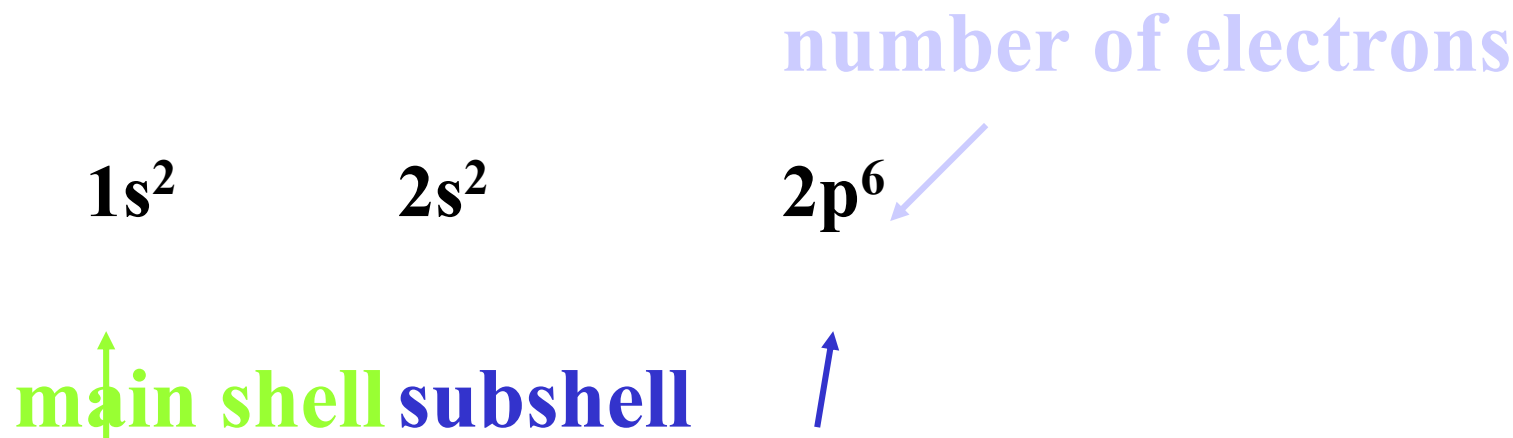 number of electrons
1s² 2s² 2p⁶
main shell subshell